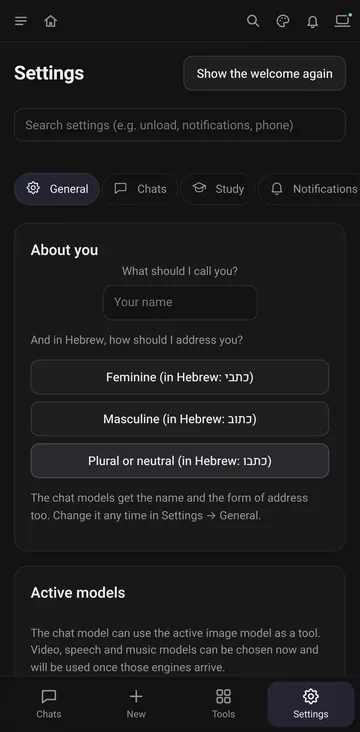 Settings
Show the welcome again
Search settings (e.g. unload, notifications, phone)
General
Chats
Study
Notifications
About you
What should I call you?
Your name
And in Hebrew, how should I address you?
Feminine (in Hebrew: כתבי)
Masculine (in Hebrew: כתוב)
Plural or neutral (in Hebrew: כתבו)
The chat models get the name and the form of address
too. Change it any time in Settings → General.
Active models
The chat model can use the active image model as a tool.
Video, speech and music models can be chosen now and
will be used once those engines arrive.
Chats
New
Tools
Settings